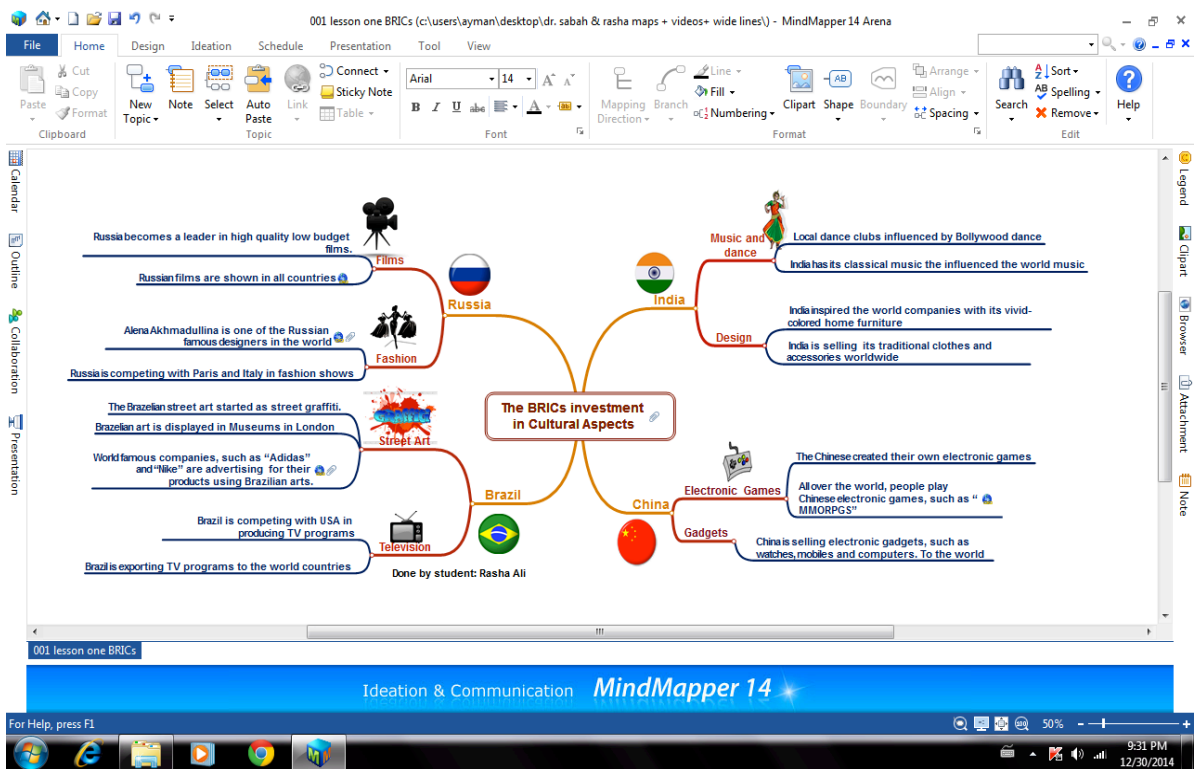 001 lesson one BRICs (c:\users\ayman\desktop\dr. sabah & rasha maps + videos+ wide lines\) - MindMapper 14 Arena
File Home Design Ideation Schedule Presentation Tool View
Cut
Copy
Format
Paste
Clipboard
New Topic
Note
Select
Auto Paste
Link
Connect
Sticky Note
Table
Topic
Arial 14
B I U abc A ab
Font
Mapping Direction
Branch
Line
Fill
Numbering
Clipart
Shape
AB
Boundary
Arrange
Align
Spacing
Format
Search
Sort
Spelling
Remove
Edit
Help
Calendar
Outline
Collaboration
Presentation
Russia becomes a leader in high quality low budget
films.
Russian films are shown in all countries
Films
Russia
Alena Akhmadullina is one of the Russian
famous designers in the world
Fashion
Russia is competing with Paris and Italy in fashion shows
The Brazelian street art started as street graffiti.
Brazelian art is displayed in Museums in London
GRAFFITI
Street Art
World famous companies, such as “Adidas”
and “Nike” are advertising for their
products using Brazilian arts.
Brazil
Brazil is competing with USA in
producing TV programs
Television
Brazil is exporting TV programs to the world countries
Done by student: Rasha Ali
The BRICs investment
in Cultural Aspects
Music and
dance
Local dance clubs influenced by Bollywood dance
India has its classical music the influenced the world music
India
India inspired the world companies with its vivid-
colored home furniture
Design
India is selling its traditional clothes and
accessories worldwide
The Chinese created their own electronic games
Electronic Games
All over the world, people play
Chinese electronic games, such as “
MMORPGS”
China
Gadgets
China is selling electronic gadgets, such as
watches, mobiles and computers. To the world
Legend
Clipart
Browser
Attachment
Note
001 lesson one BRICs
Ideation & Communication MindMapper 14
For Help, press F1
100
50%
9:31 PM
12/30/2014